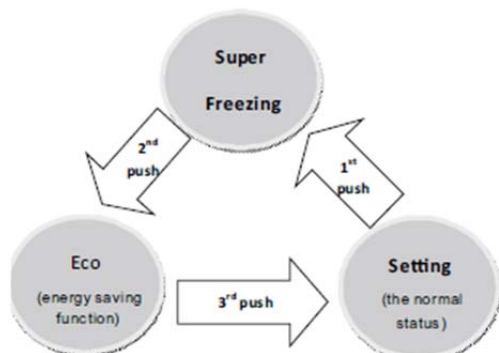 Super
Freezing
2nd
push
1st
push
Eco
(energy saving
function)
3rd push
Setting
(the normal
status)